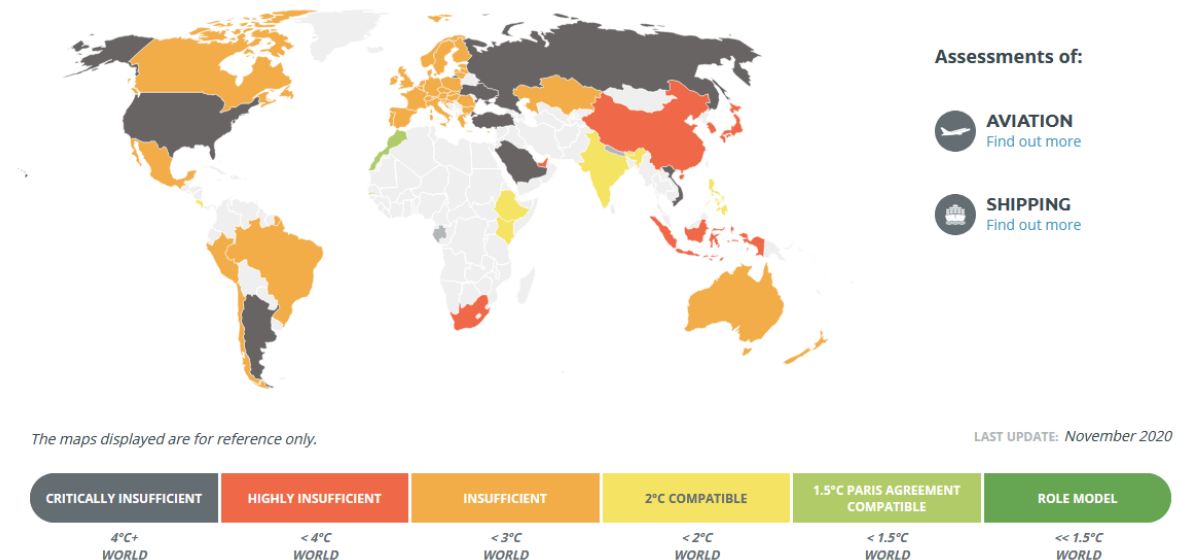 Assessments of:
AVIATION
Find out more
SHIPPING
Find out more
The maps displayed are for reference only.
LAST UPDATE: November 2020
CRITICALLY INSUFFICIENT
HIGHLY INSUFFICIENT
INSUFFICIENT
2°C COMPATIBLE
1.5°C PARIS AGREEMENT
COMPATIBLE
ROLE MODEL
4°C+
WORLD
< 4°C
WORLD
< 3°C
WORLD
< 2°C
WORLD
< 1.5°C
WORLD
<< 1.5°C
WORLD